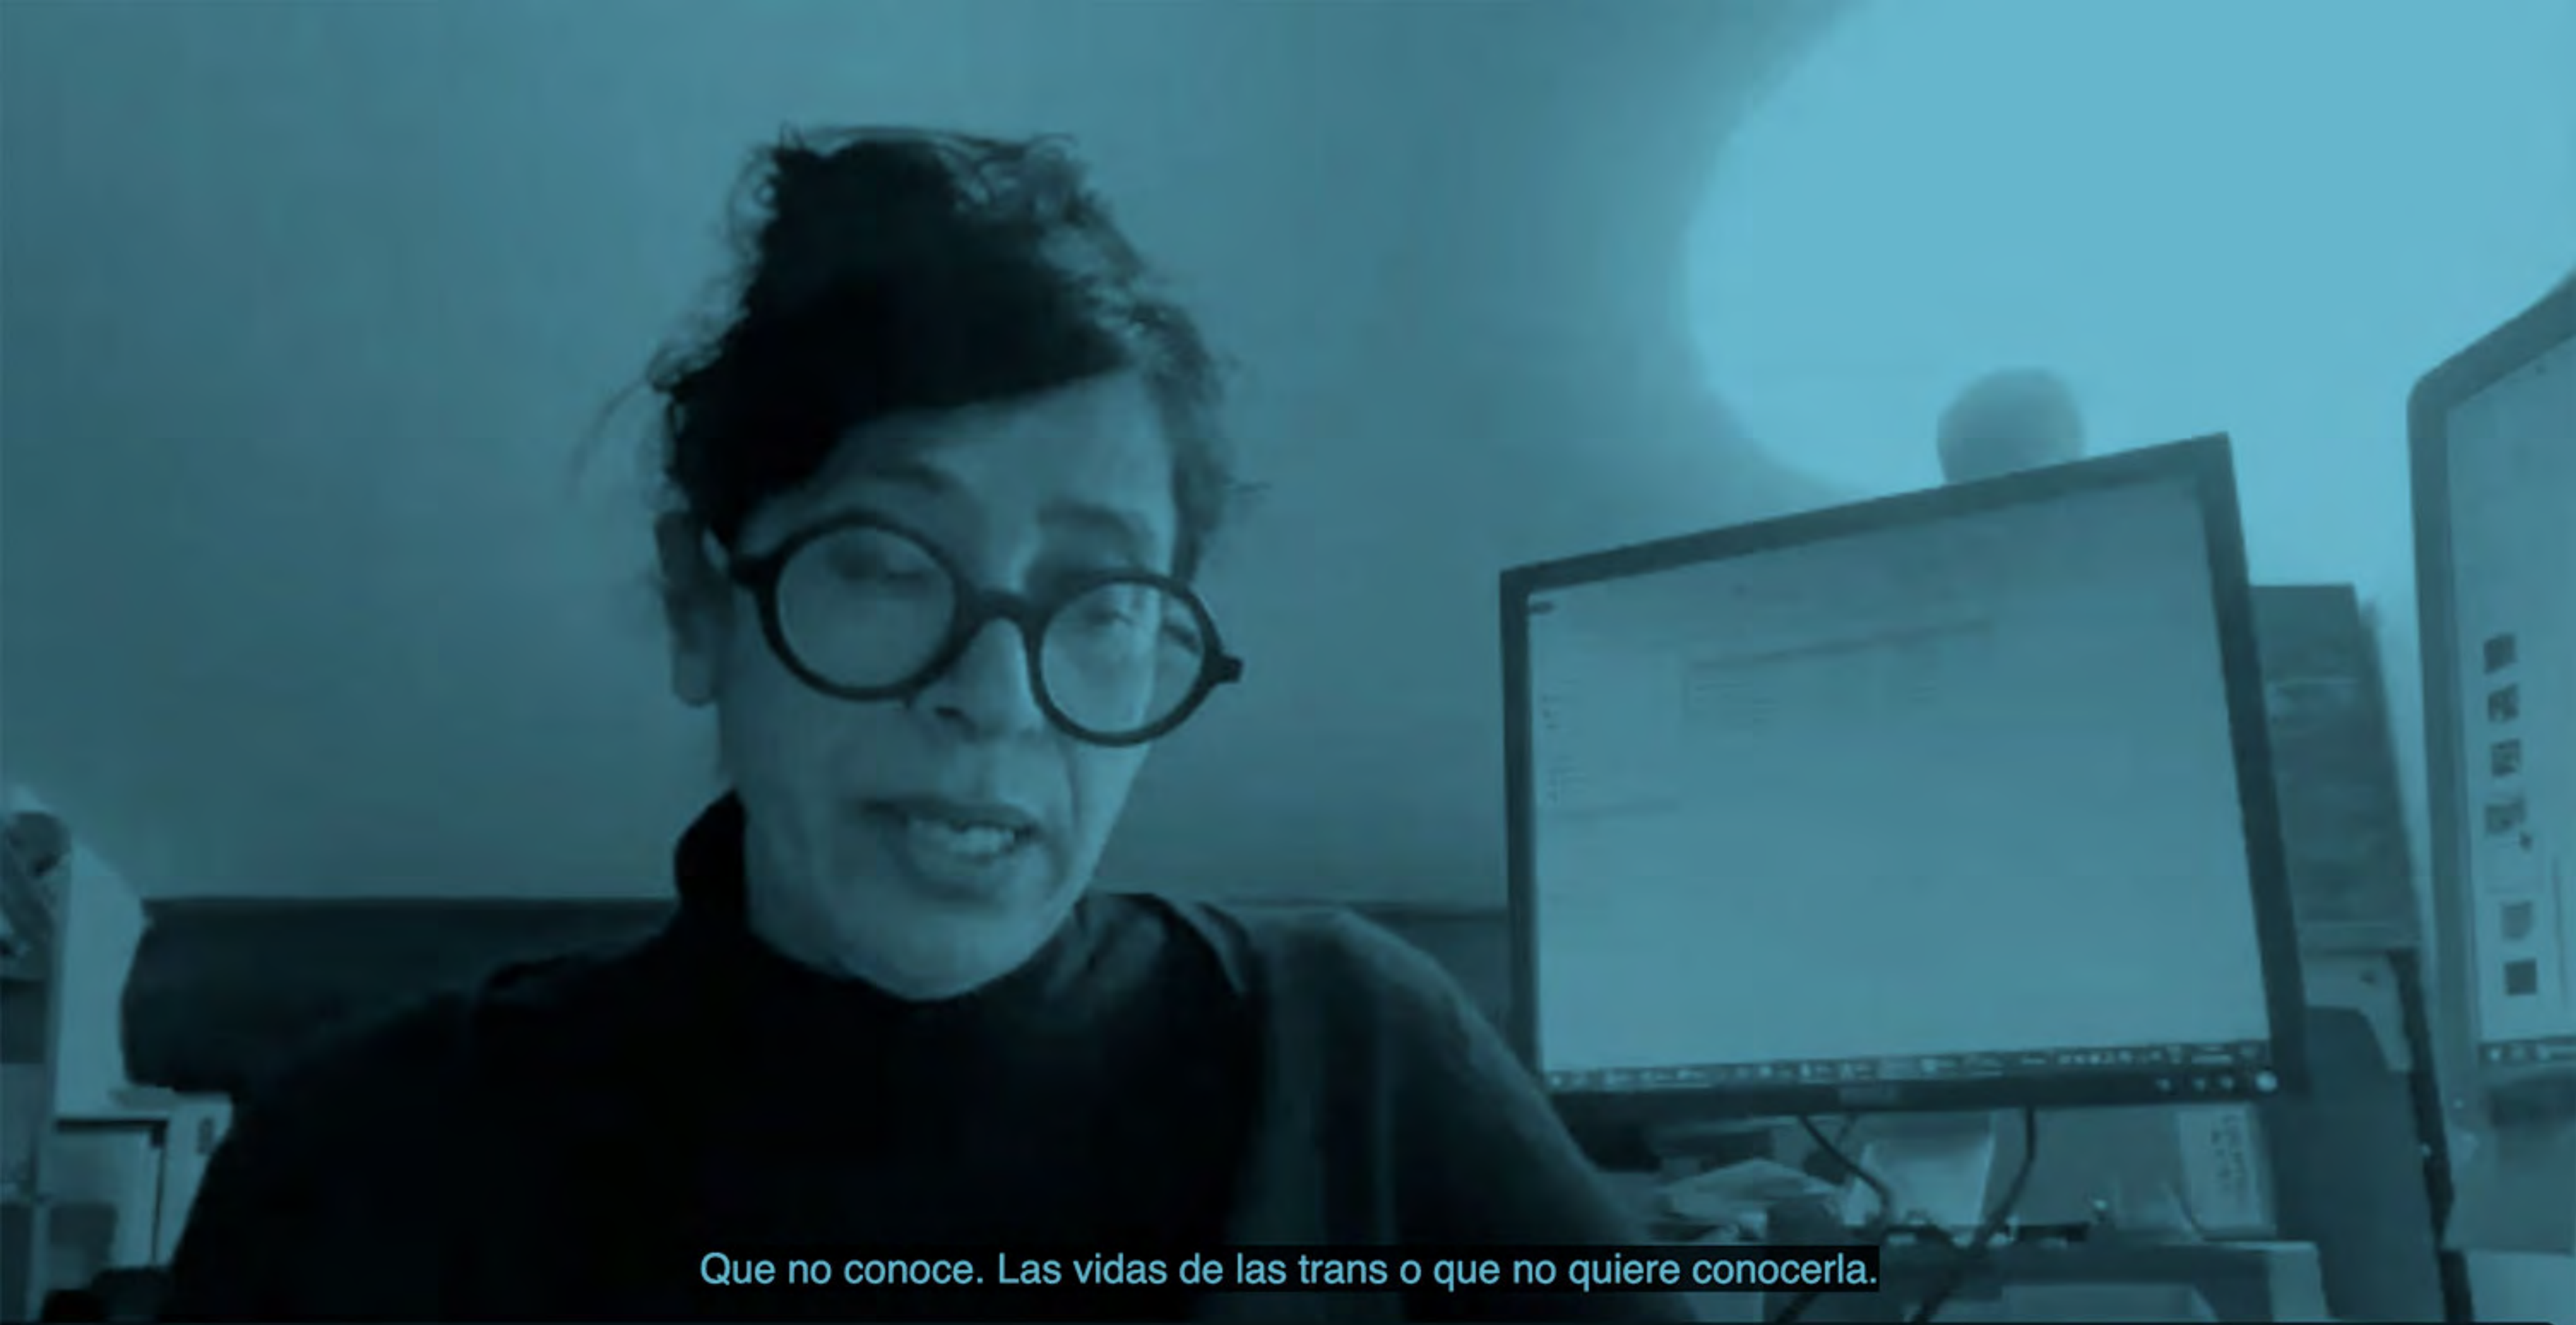 Que no conoce. Las vidas de las trans o que no quiere conocerla.